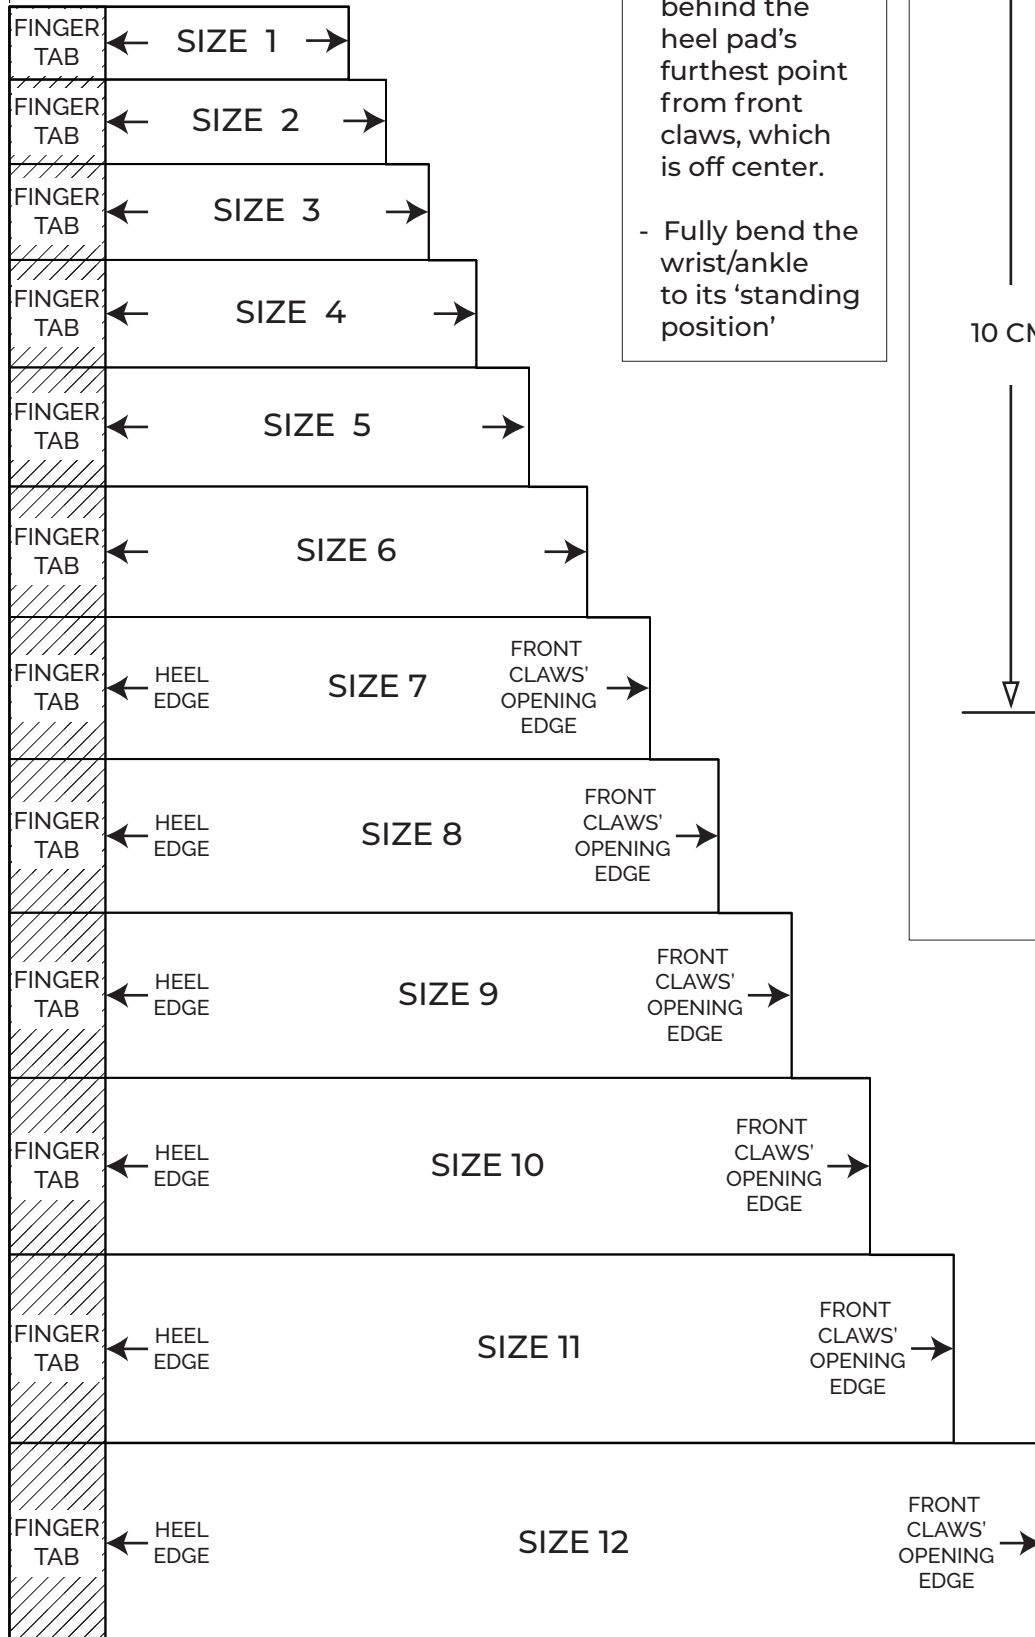 FINGER
TAB
SIZE 1
FINGER
TAB
SIZE 2
FINGER
TAB
SIZE 3
FINGER
TAB
SIZE 4
FINGER
TAB
SIZE 5
FINGER
TAB
SIZE 6
FINGER
TAB
HEEL
EDGE
SIZE 7
FRONT
CLAWS’
OPENING
EDGE
FINGER
TAB
HEEL
EDGE
SIZE 8
FRONT
CLAWS’
OPENING
EDGE
FINGER
TAB
HEEL
EDGE
SIZE 9
FRONT
CLAWS’
OPENING
EDGE
FINGER
TAB
HEEL
EDGE
SIZE 10
FRONT
CLAWS’
OPENING
EDGE
FINGER
TAB
HEEL
EDGE
SIZE 11
FRONT
CLAWS’
OPENING
EDGE
FINGER
TAB
HEEL
EDGE
SIZE 12
FRONT
CLAWS’
OPENING
EDGE
behind the
heel pad’s
furthest point
from front
claws, which
is off center.
- Fully bend the
wrist/ankle
to its ‘standing
position’
10